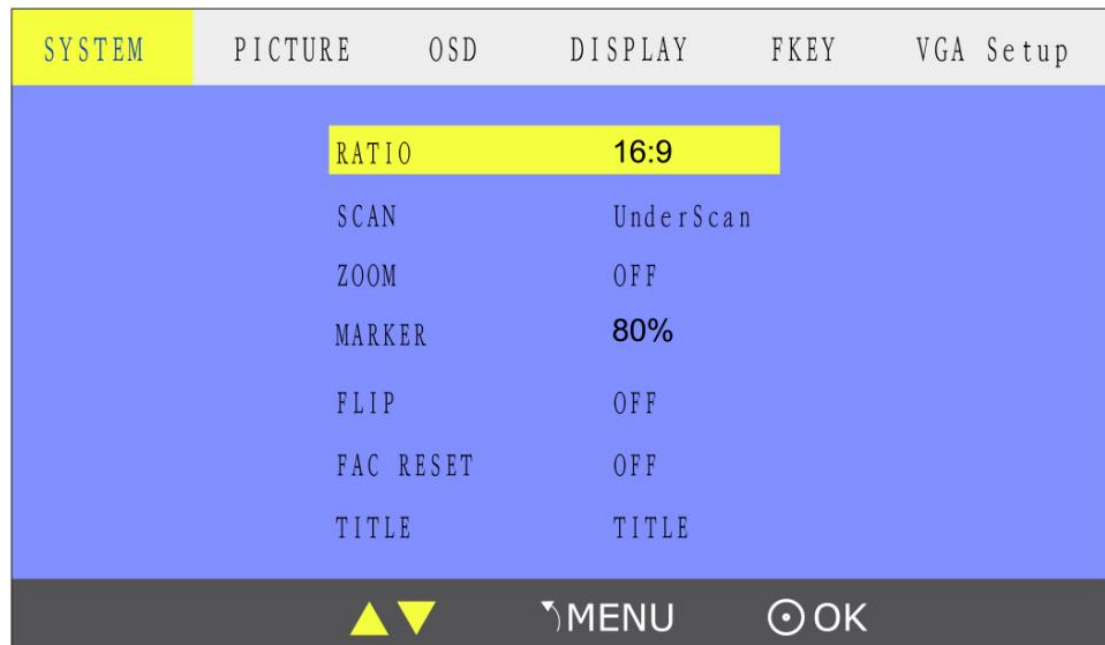 SYSTEM PICTURE OSD DISPLAY FKEY VGA Setup
RATIO 16:9
SCAN UnderScan
ZOOM OFF
MARKER 80%
FLIP OFF
FAC RESET OFF
TITLE TITLE
MENU OK